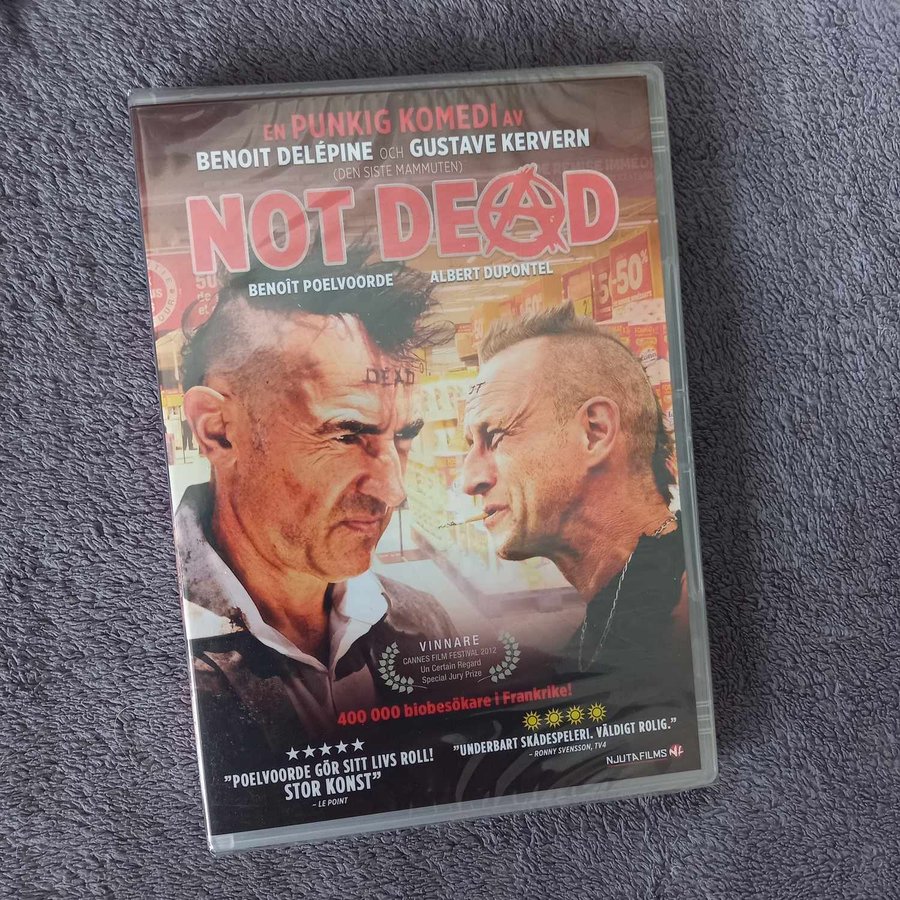 EN PUNKIG KOMEDI AV
BENOIT DELÉPINE OCH GUSTAVE KERVERN
(DEN SISTE MAMMUTEN)
NOT DEAD
BENOÎT POELVOORDE ALBERT DUPONTEL
50%
-50%
DEAD
VINNARE
CANNES FILM FESTIVAL 2012
Un Certain Regard
Special Jury Prize
400 000 biobesökare i Frankrike!
"POELVOORDE GÖR SITT LIVS ROLL!
STOR KONST"
– LE POINT
"UNDERBART SKÅDESPELERI. VÄLDIGT ROLIG."
– RONNY SVENSSON, TV4
NJUTAFILMS